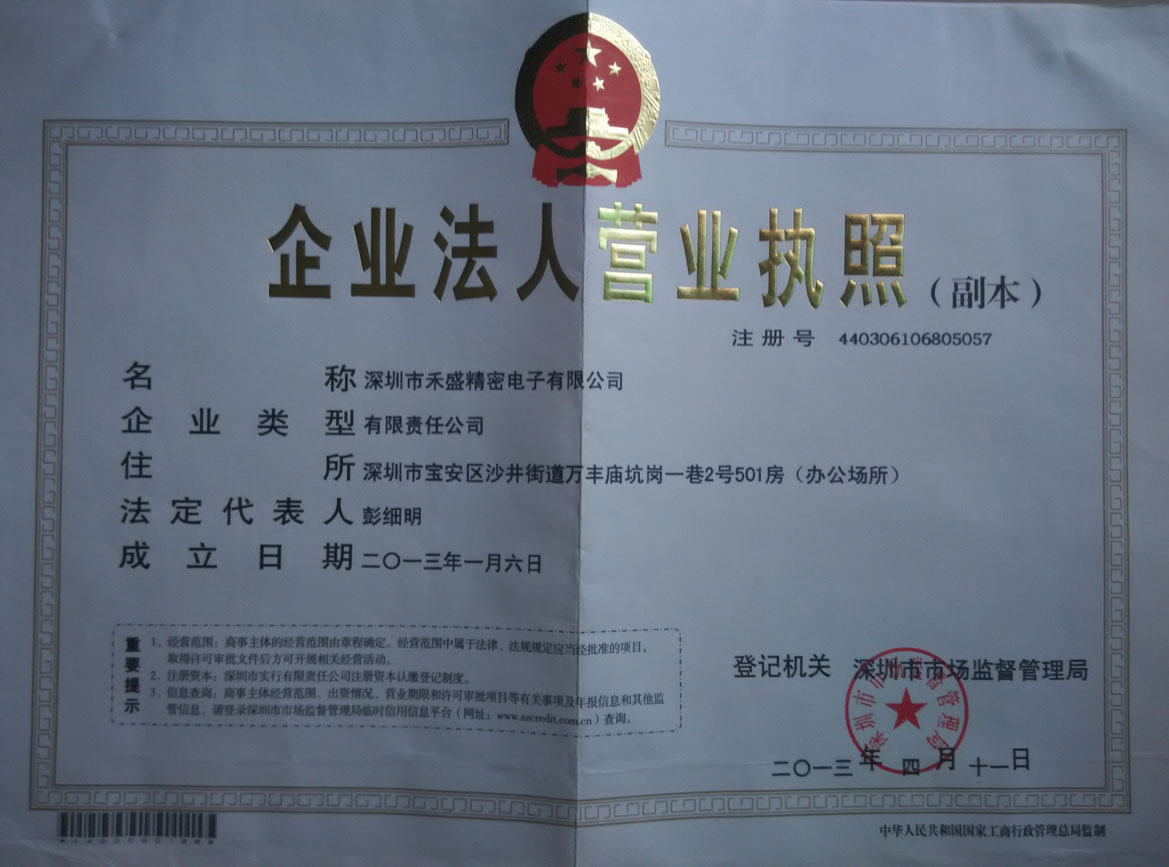 企业法人营业执照（副本）
注册号 440306106805057
名称 深圳市禾盛精密电子有限公司
企业类型 有限责任公司
住所 深圳市宝安区沙井街道万丰庙坑岗一巷2号501房（办公场所）
法定代表人 彭细明
成立日期 二〇一三年一月六日
重要提示
1、经营范围：商事主体的经营范围由章程确定。经营范围中属于法律、法规规定应当经批准的项目，
取得许可审批文件后方可开展相关经营活动。
2、注册资本：深圳市实行有限责任公司注册资本认缴登记制度。
3、信息查询：商事主体经营范围、出资情况、营业期限和许可审批项目等有关事项及年报信息和其他监
管信息，请登录深圳市市场监督管理局临时信用信息平台（网址：www.szcredit.com.cn）查询。
登记机关 深圳市市场监督管理局
深圳市市场监督管理局
二〇一三年四月十一日
中华人民共和国国家工商行政管理总局监制